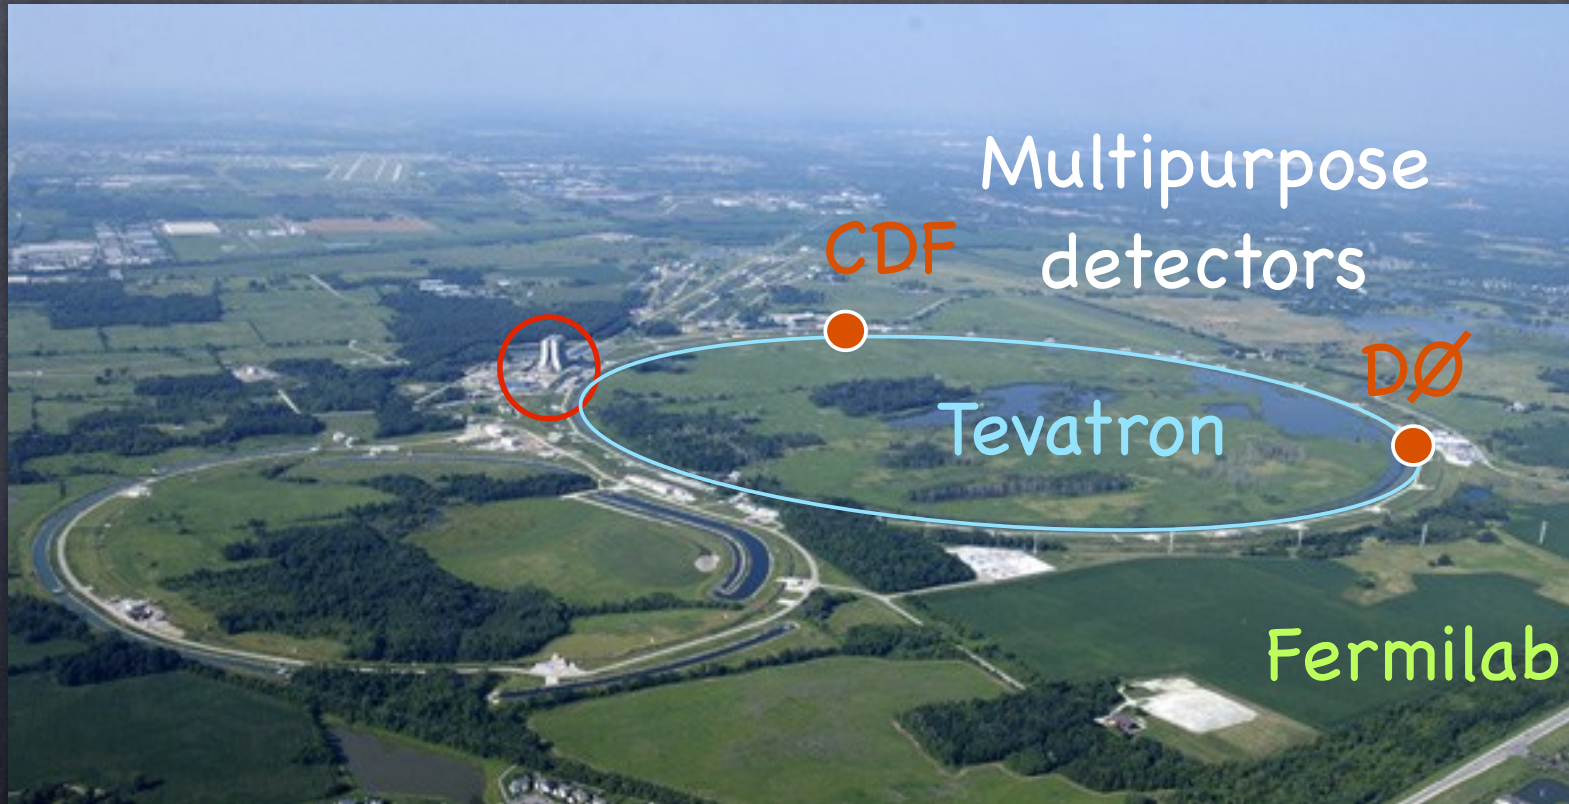 Multipurpose
detectors
CDF
DØ
Tevatron
Fermilab